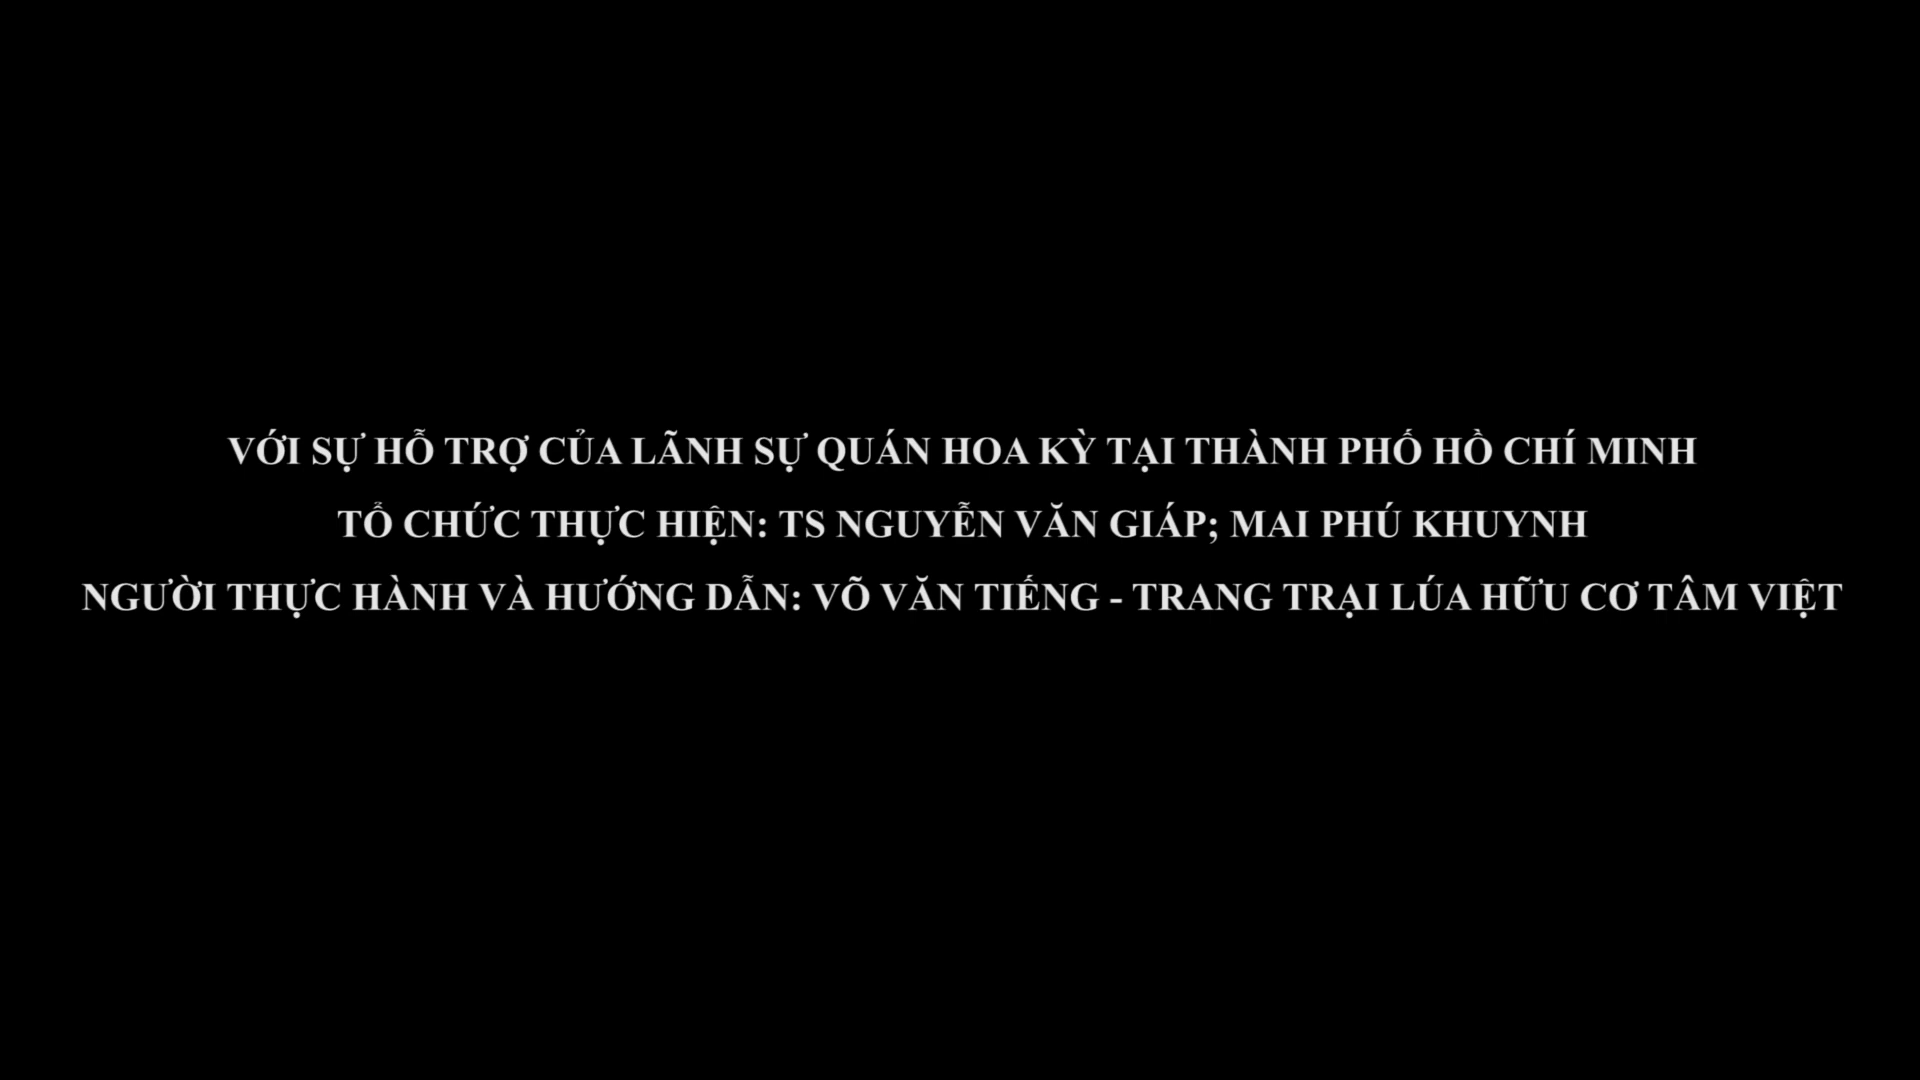 VỚI SỰ HỖ TRỢ CỦA LÃNH SỰ QUÁN HOA KỲ TẠI THÀNH PHỐ HỒ CHÍ MINH
TỔ CHỨC THỰC HIỆN: TS NGUYỄN VĂN GIÁP; MAI PHÚ KHUYNH
NGƯỜI THỰC HÀNH VÀ HƯỚNG DẪN: VÕ VĂN TIẾNG - TRANG TRẠI LÚA HỮU CƠ TÂM VIỆT